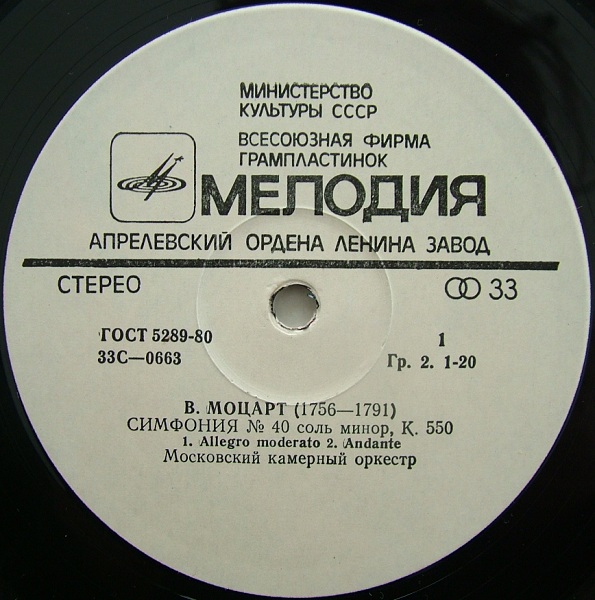 МИНИСТЕРСТВО
КУЛЬТУРЫ СССР
ВСЕСОЮЗНАЯ ФИРМА
ГРАМПЛАСТИНОК
МЕЛОДИЯ
АПРЕЛЕВСКИЙ ОРДЕНА ЛЕНИНА ЗАВОД
СТЕРЕО 33
ГОСТ 5289-80 1
33С—0663 Гр. 2. 1-20
В. МОЦАРТ (1756—1791)
СИМФОНИЯ № 40 соль минор, К. 550
1. Allegro moderato 2. Andante
Московский камерный оркестр